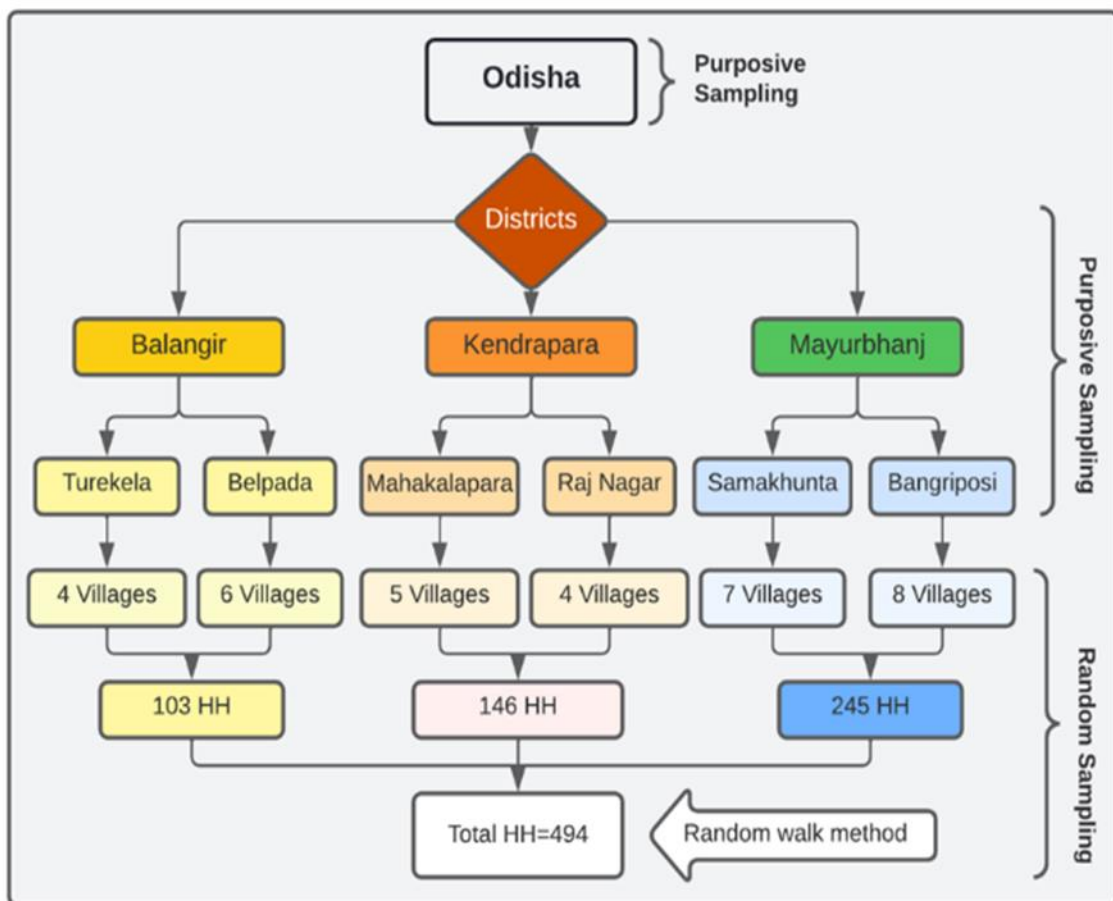 Odisha
Purposive
Sampling
Districts
Balangir
Kendrapara
Mayurbhanj
Purposive Sampling
Turekela
Belpada
Mahakalapara
Raj Nagar
Samakhunta
Bangriposi
4 Villages
6 Villages
5 Villages
4 Villages
7 Villages
8 Villages
103 HH
146 HH
245 HH
Random Sampling
Total HH=494
Random walk method